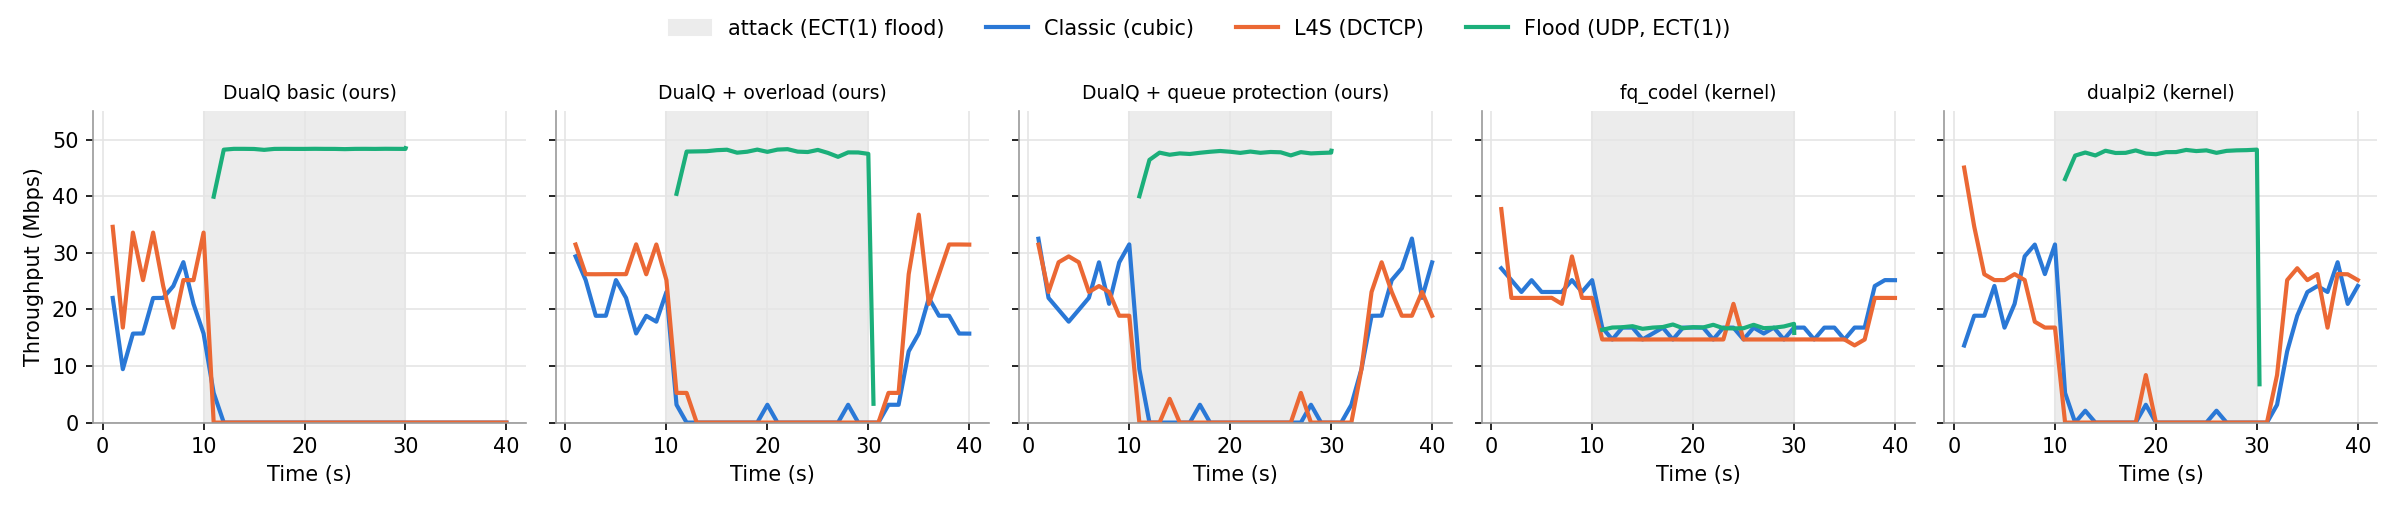 attack (ECT(1) flood) Classic (cubic) L4S (DCTCP) Flood (UDP, ECT(1))
DualQ basic (ours) DualQ + overload (ours) DualQ + queue protection (ours) fq_codel (kernel) dualpi2 (kernel)
Throughput (Mbps)
50
40
30
20
10
0
0 10 20 30 40 0 10 20 30 40 0 10 20 30 40 0 10 20 30 40 0 10 20 30 40
Time (s) Time (s) Time (s) Time (s) Time (s)